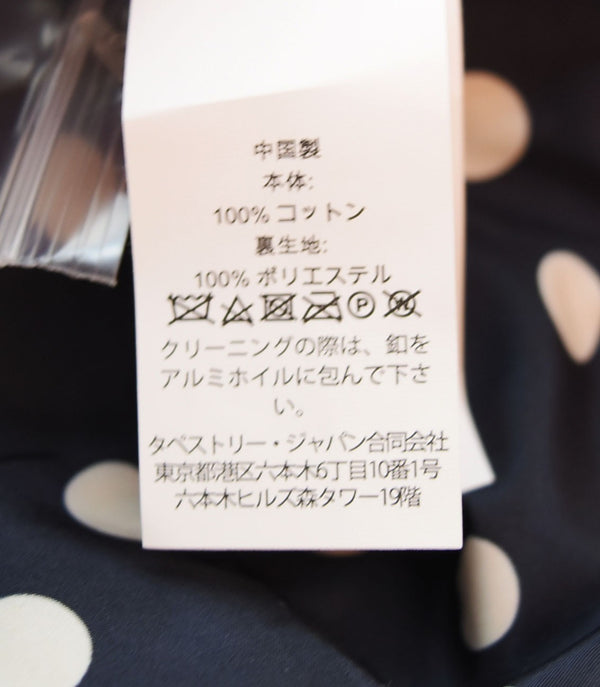 中国製
本体:
100% コットン
裏生地:
100% ポリエステル
P W
クリーニングの際は、釦を
アルミホイルに包んで下さ
い。
タペストリー・ジャパン合同会社
東京都港区六本木6丁目10番1号
六本木ヒルズ森タワー19階